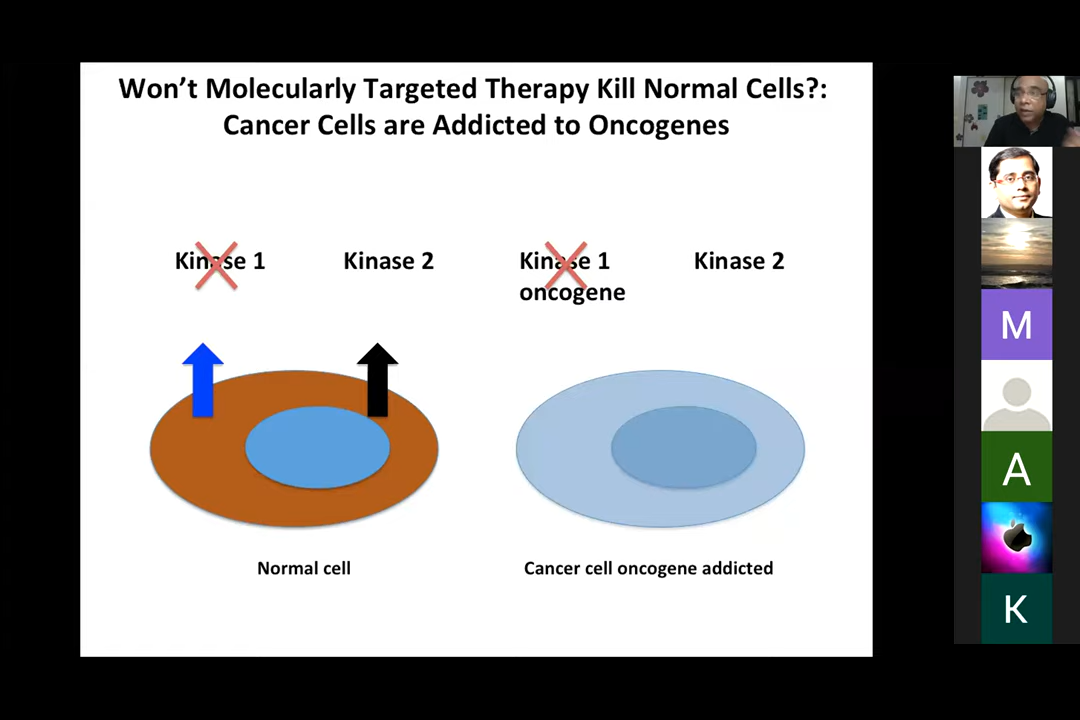 Won't Molecularly Targeted Therapy Kill Normal Cells?:
Cancer Cells are Addicted to Oncogenes
Kinase 1
Kinase 2
Kinase 1
oncogene
Kinase 2
Normal cell
Cancer cell oncogene addicted
M
A
K